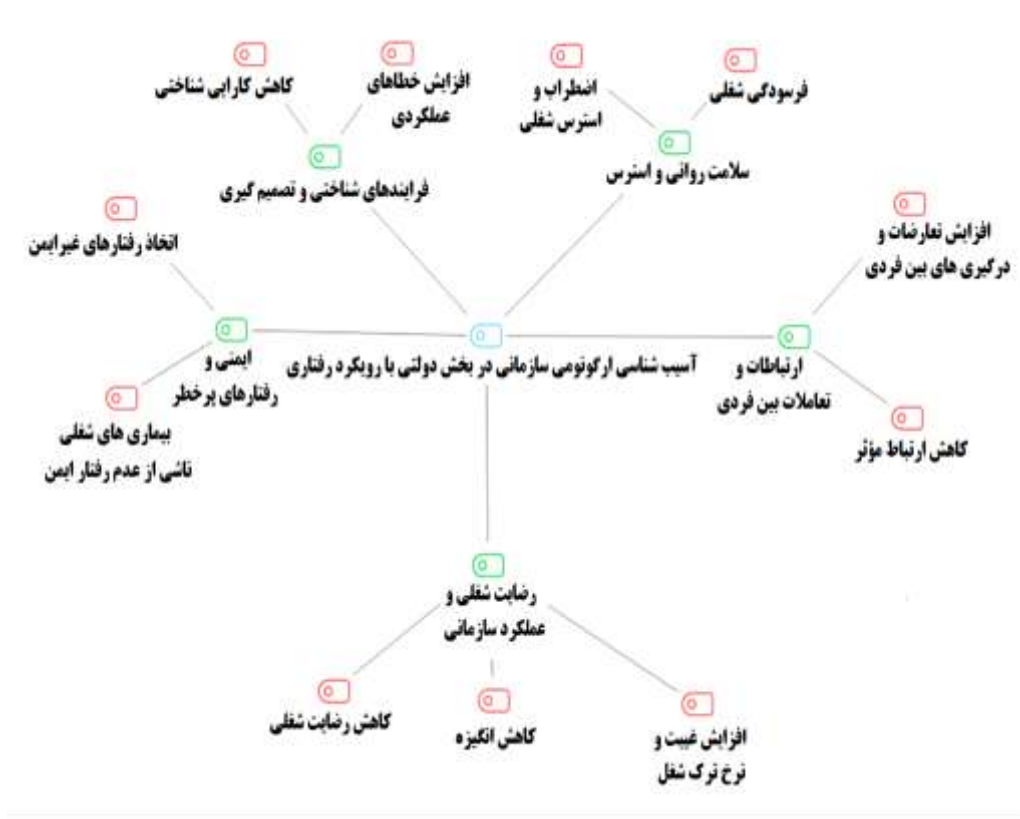 فرسودگی شغلی
اضطراب و
استرس شغلی
سلامت روانی و استرس
افزایش خطاهای
عملکردی
کاهش کارایی شناختی
فرایندهای شناختی و تصمیم گیری
افزایش تعارضات و
درگیری های بین فردی
ارتباطات و
تعاملات بین فردی
کاهش ارتباط مؤثر
آسیب شناسی ارگونومی سازمانی در بخش دولتی با رویکرد رفتاری
اتخاذ رفتارهای غیرایمن
ایمنی و
رفتارهای پرخطر
بیماری های شغلی
ناشی از عدم رفتار ایمن
رضایت شغلی و
عملکرد سازمانی
افزایش غیبت و
نرخ ترک شغل
کاهش انگیزه
کاهش رضایت شغلی